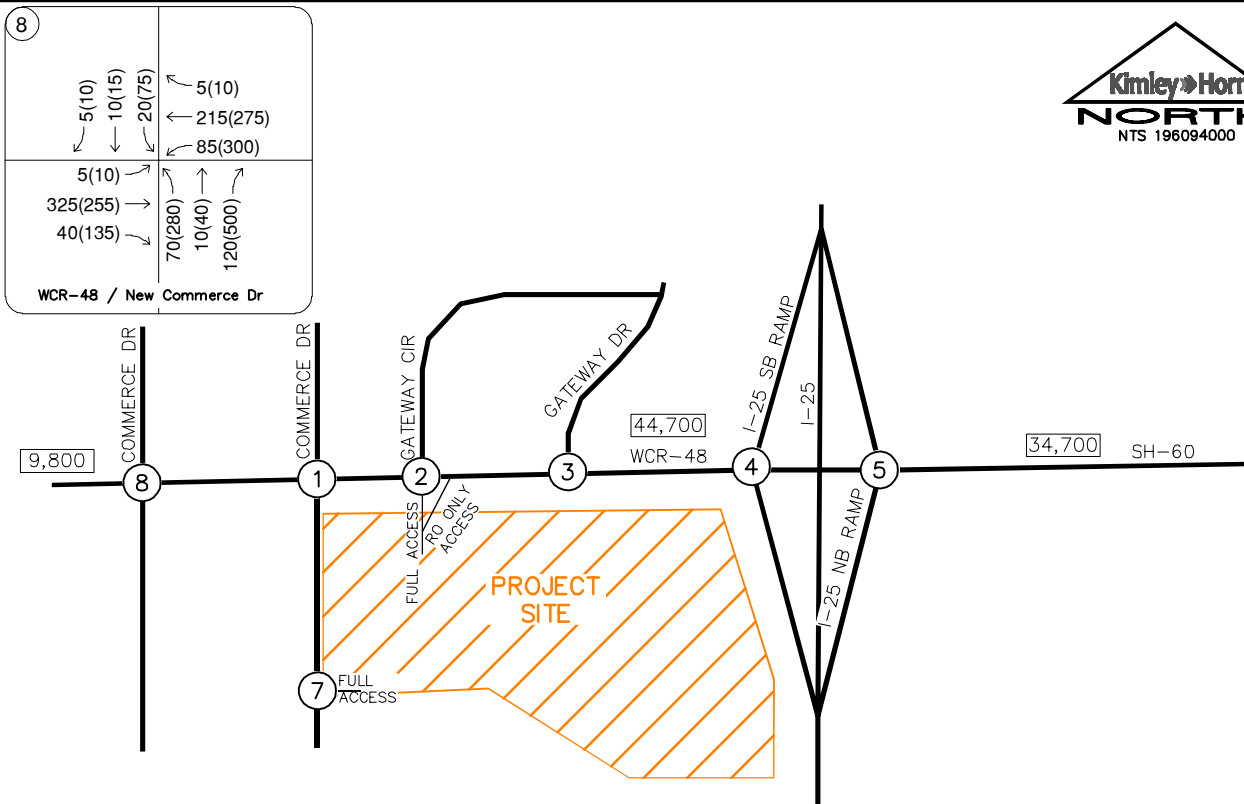 8
5(10)
10(15)
20(75)
5(10)
215(275)
85(300)
5(10)
325(255)
40(135)
70(280)
10(40)
120(500)
WCR-48 / New Commerce Dr
Kimley»Horn
NORTH
NTS 196094000
COMMERCE DR
COMMERCE DR
GATEWAY CIR
GATEWAY DR
I-25 SB RAMP
I-25
44,700
WCR-48
34,700
SH-60
9,800
8
1
2
3
4
5
FULL ACCESS
RO ONLY
ACCESS
I-25 NB RAMP
PROJECT
SITE
7
FULL
ACCESS